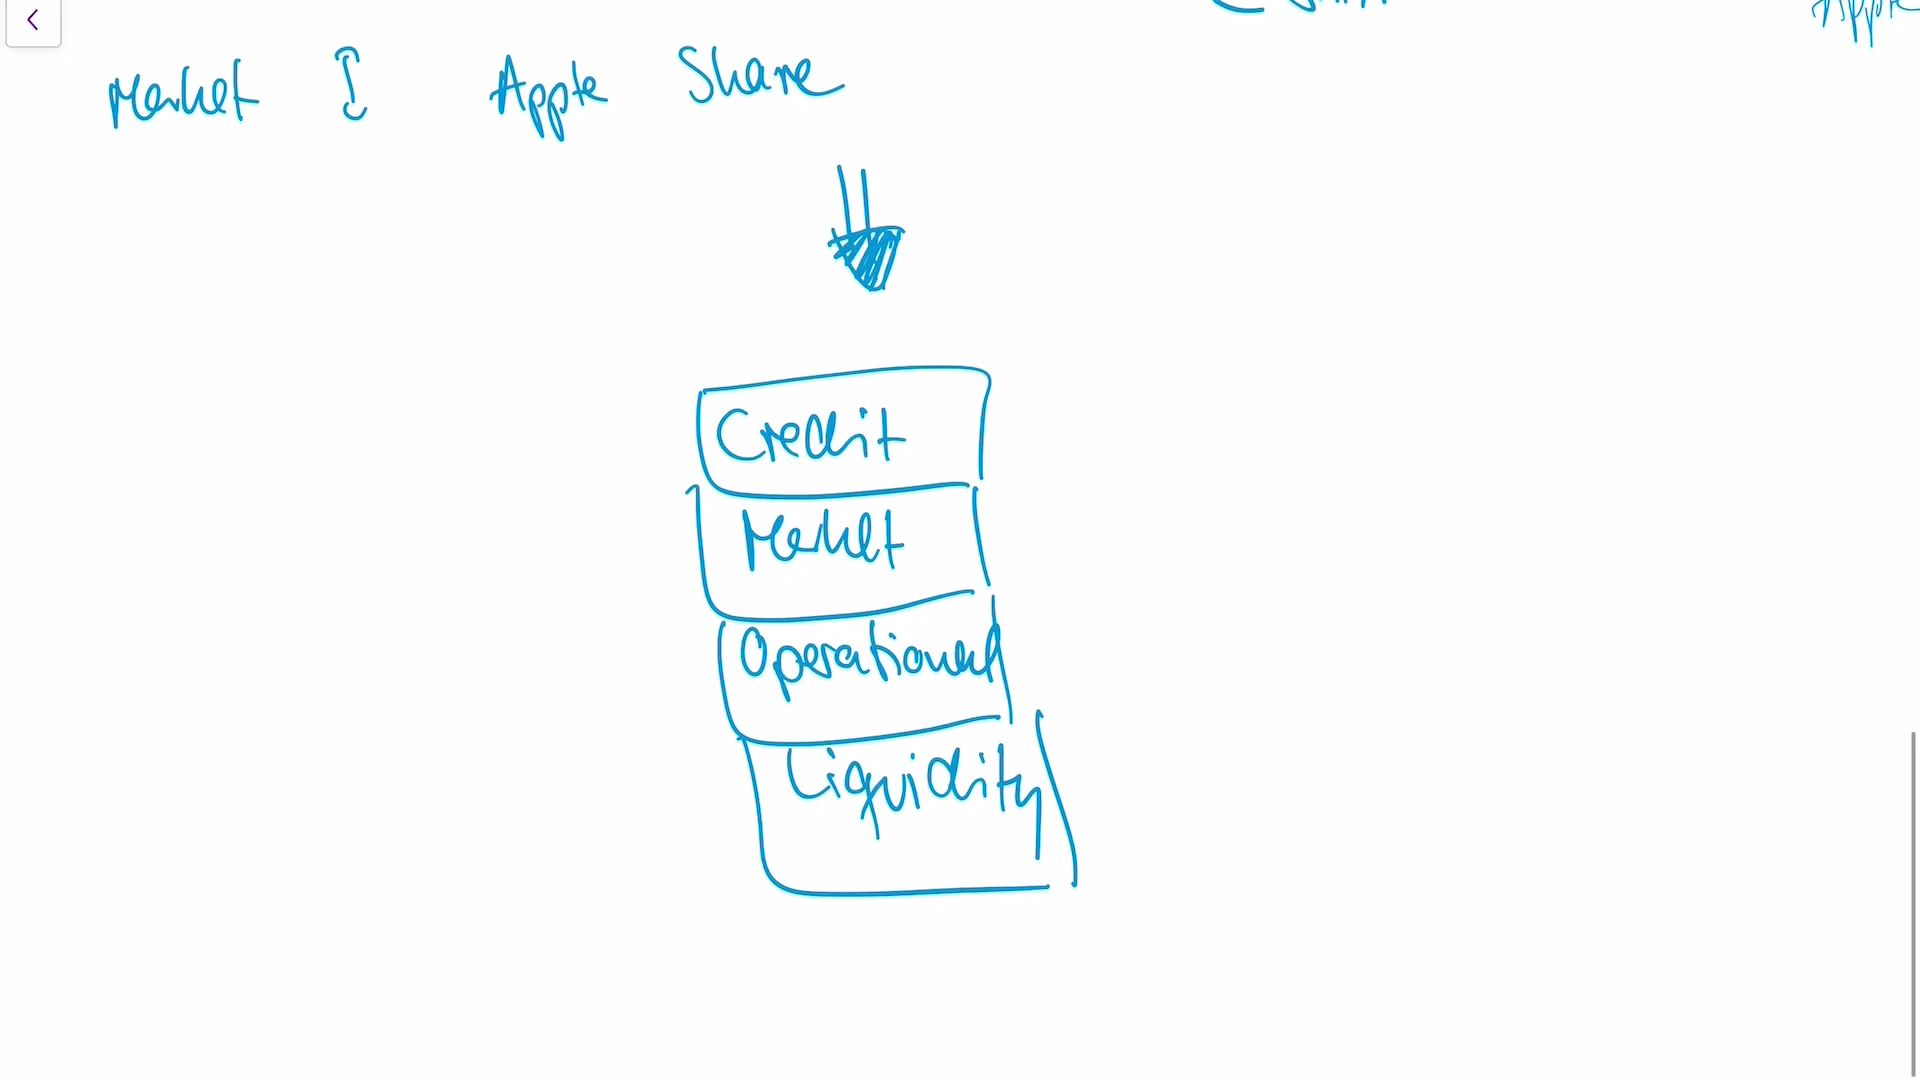 Market Apple Share
Credit
Market
Operational
Liquidity